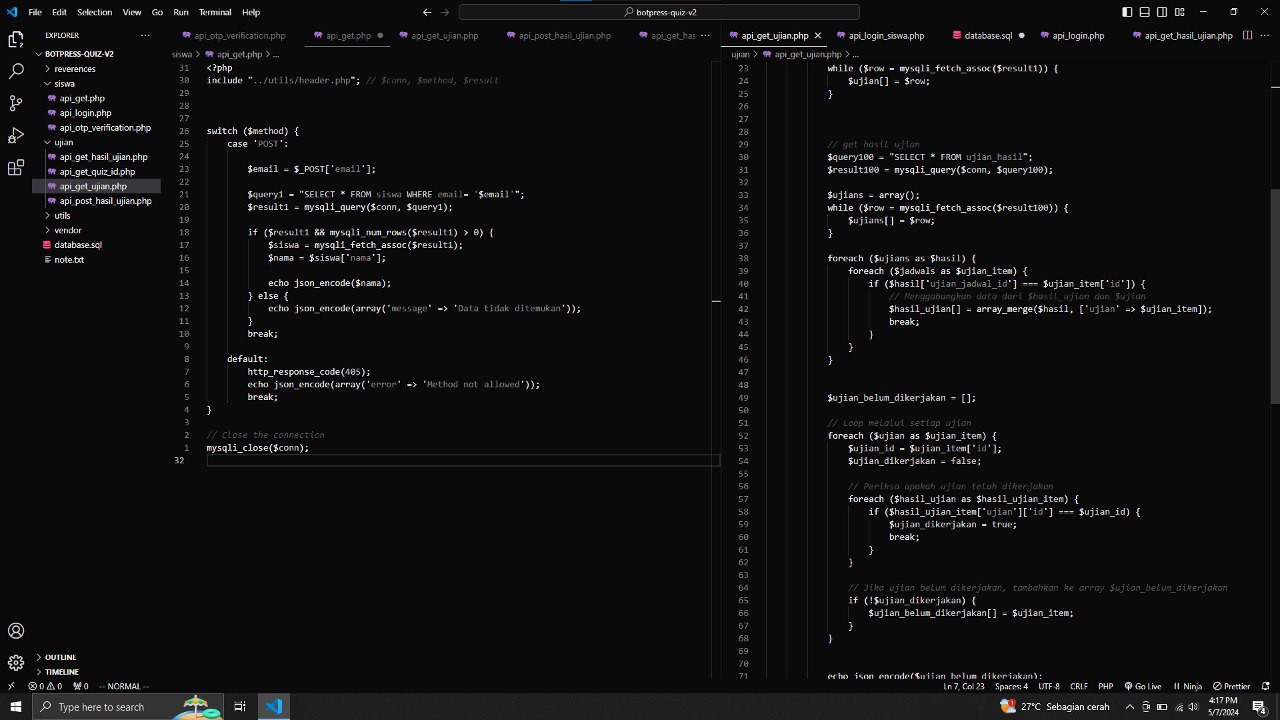 File Edit Selection View Go Run Terminal Help
botpress-quiz-v2
EXPLORER
BOTPRESS-QUIZ-V2
reverences
siswa
api_get.php
api_login.php
api_otp_verification.php
ujian
api_get_hasil_ujian.php
api_get_quiz_id.php
api_get_ujian.php
api_post_hasil_ujian.php
utils
vendor
database.sql
note.txt
OUTLINE
TIMELINE
api_otp_verification.php api_get.php api_get_ujian.php api_post_hasil_ujian.php api_get_has
siswa > api_get.php > ...
31 <?php
30 include "../utils/header.php"; // $conn, $method, $result
29
28
27
26 switch ($method) {
25 case 'POST':
24
23 $email = $_POST['email'];
22
21 $query1 = "SELECT * FROM siswa WHERE email= '$email'";
20 $result1 = mysqli_query($conn, $query1);
19
18 if ($result1 && mysqli_num_rows($result1) > 0) {
17 $siswa = mysqli_fetch_assoc($result1);
16 $nama = $siswa['nama'];
15
14 echo json_encode($nama);
13 } else {
12 echo json_encode(array('message' => 'Data tidak ditemukan'));
11 }
10 break;
9
8 default:
7 http_response_code(405);
6 echo json_encode(array('error' => 'Method not allowed'));
5 break;
4 }
3
2 // Close the connection
1 mysqli_close($conn);
32
api_get_ujian.php api_login_siswa.php database.sql api_login.php api_get_hasil_ujian.php
ujian > api_get_ujian.php > ...
23 while ($row = mysqli_fetch_assoc($result1)) {
24 $ujian[] = $row;
25 }
26
27
28
29 // get hasil ujian
30 $query100 = "SELECT * FROM ujian_hasil";
31 $result100 = mysqli_query($conn, $query100);
32
33 $ujians = array();
34 while ($row = mysqli_fetch_assoc($result100)) {
35 $ujians[] = $row;
36 }
37
38 foreach ($ujians as $hasil) {
39 foreach ($jadwals as $ujian_item) {
40 if ($hasil['ujian_jadwal_id'] === $ujian_item['id']) {
41 // Menggabungkan data dari $hasil_ujian dan $ujian
42 $hasil_ujian[] = array_merge($hasil, ['ujian' => $ujian_item]);
43 break;
44 }
45 }
46 }
47
48
49 $ujian_belum_dikerjakan = [];
50
51 // Loop melalui setiap ujian
52 foreach ($ujian as $ujian_item) {
53 $ujian_id = $ujian_item['id'];
54 $ujian_dikerjakan = false;
55
56 // Periksa apakah ujian telah dikerjakan
57 foreach ($hasil_ujian as $hasil_ujian_item) {
58 if ($hasil_ujian_item['ujian']['id'] === $ujian_id) {
59 $ujian_dikerjakan = true;
60 break;
61 }
62 }
63
64 // Jika ujian belum dikerjakan, tambahkan ke array $ujian_belum_dikerjakan
65 if (!$ujian_dikerjakan) {
66 $ujian_belum_dikerjakan[] = $ujian_item;
67 }
68 }
69
70
71 echo json_encode($ujian_belum_dikerjakan);
0 0 0 -- NORMAL -- Ln 7, Col 23 Spaces: 4 UTF-8 CRLF PHP Go Live Ninja Prettier
Type here to search
27°C Sebagian cerah
4:17 PM
5/7/2024